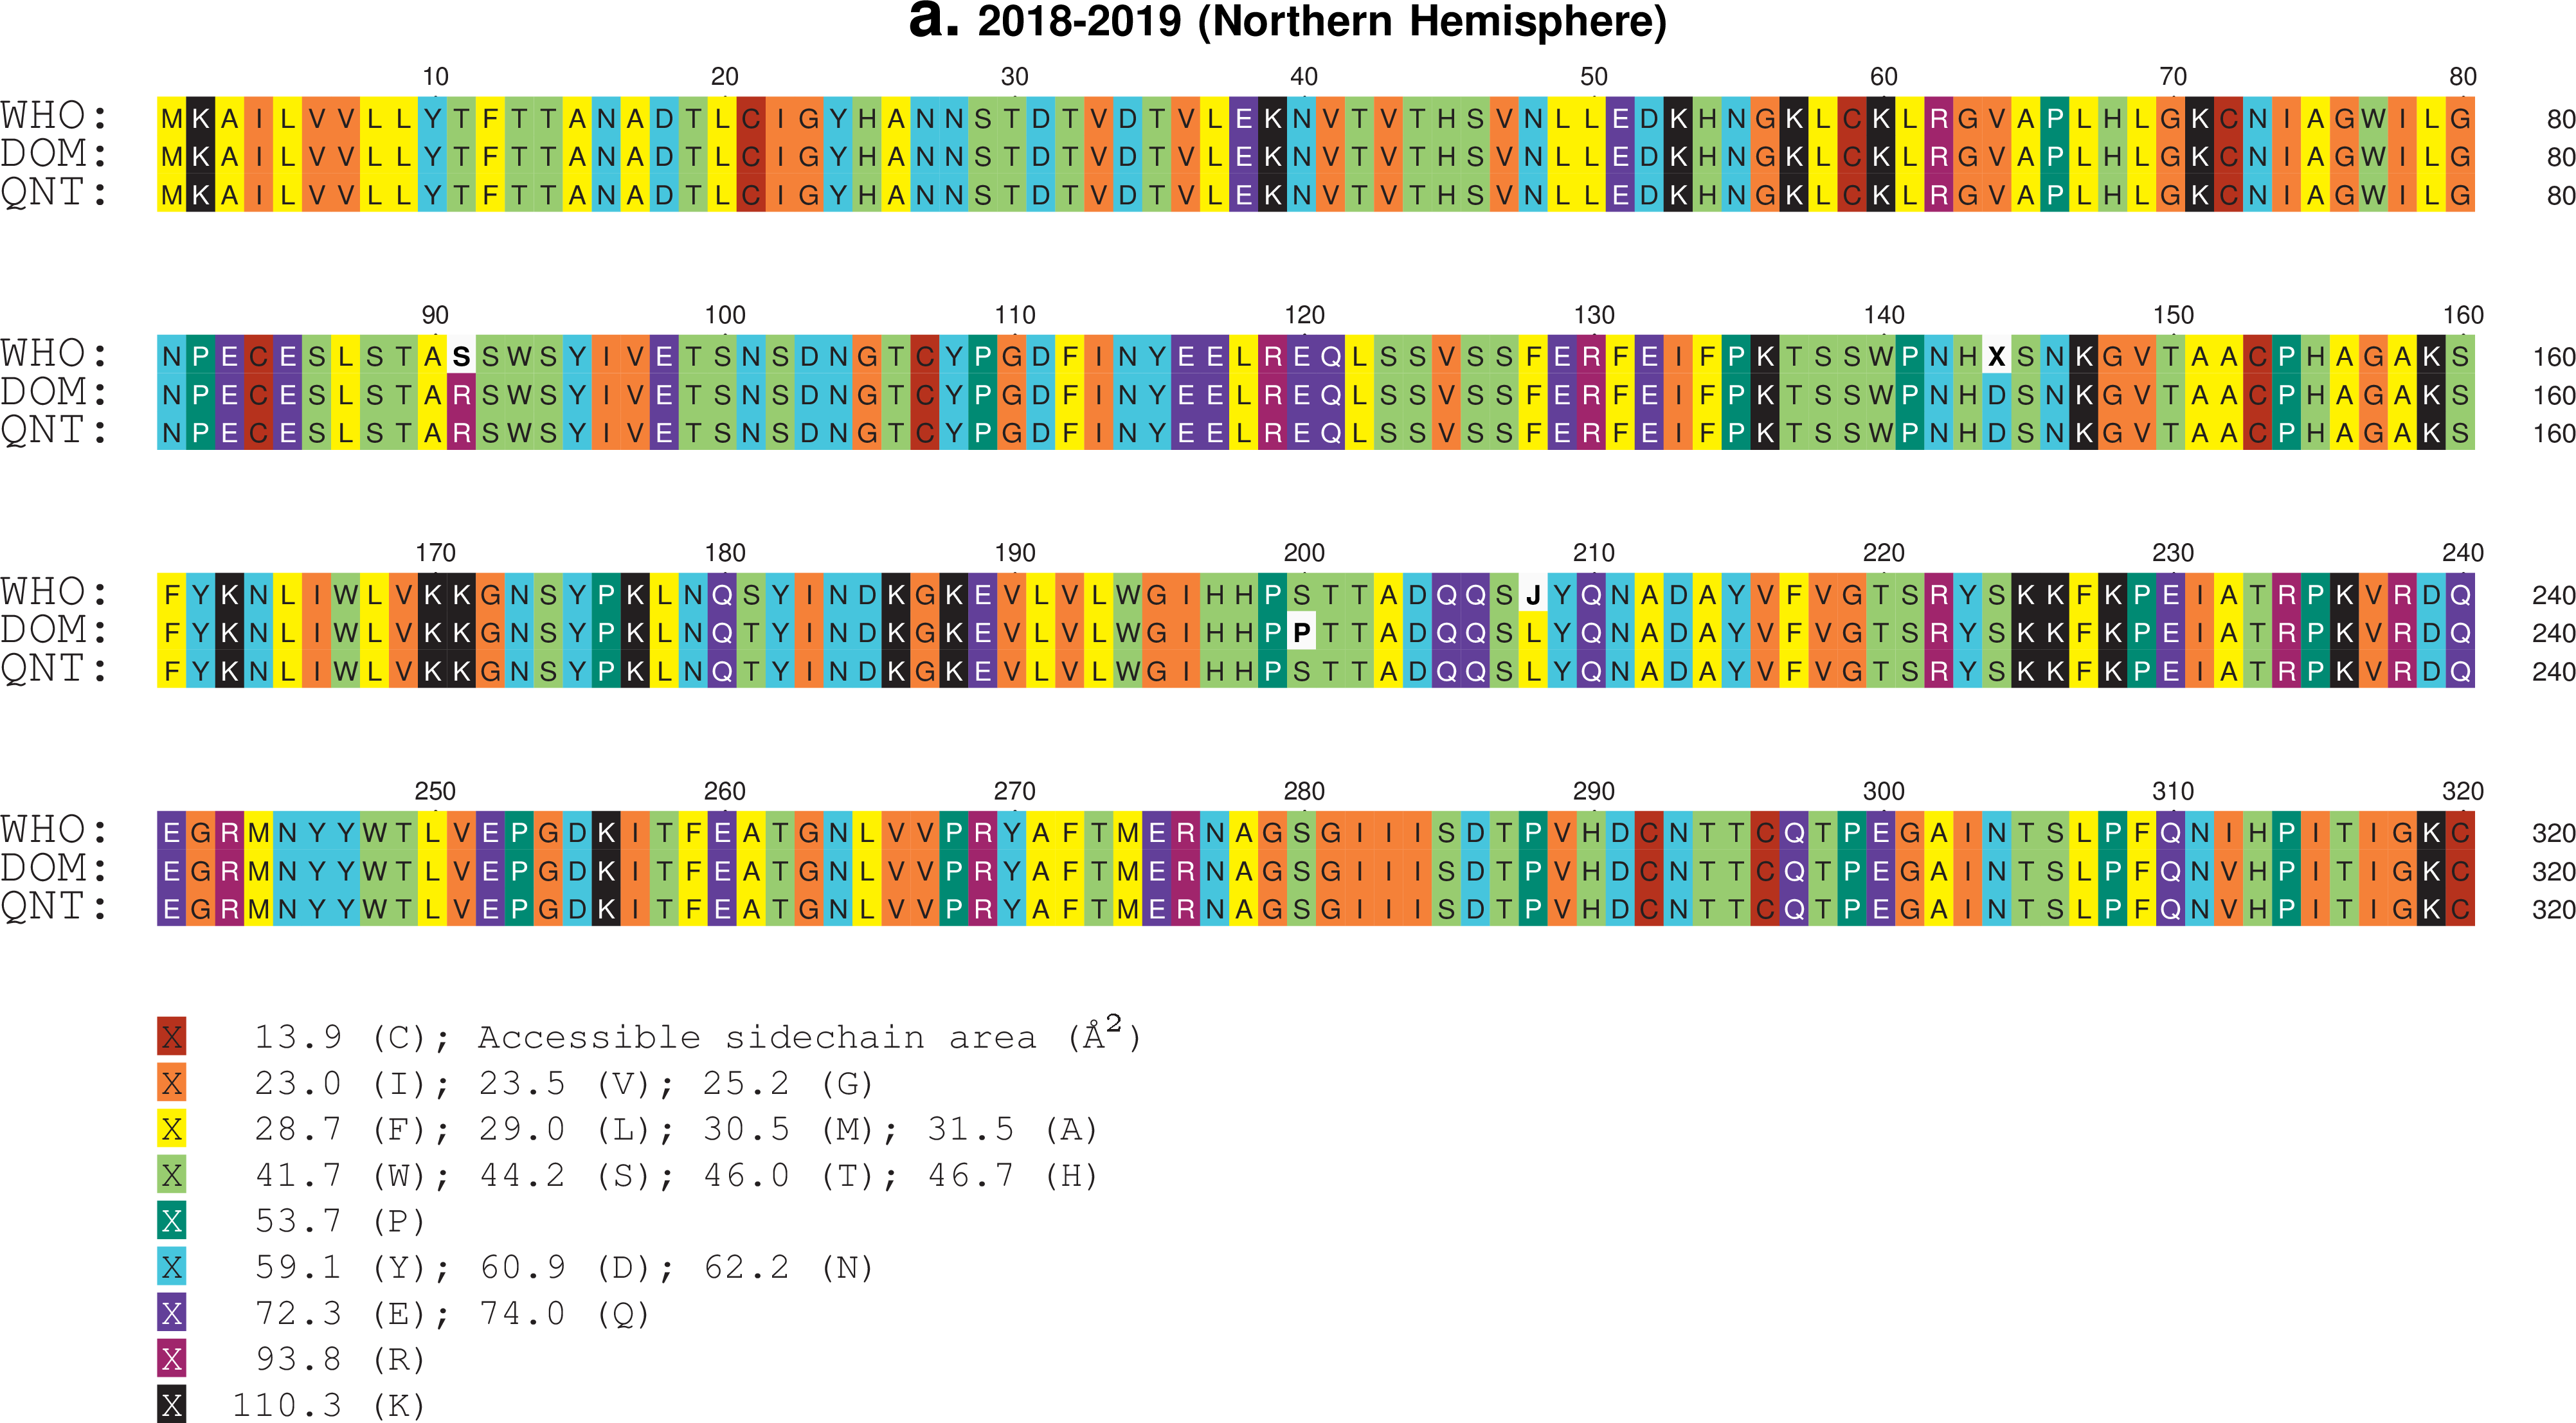 a. 2018-2019 (Northern Hemisphere)
10 20 30 40 50 60 70 80
WHO: MKAILVVLLYTFTTANADTLCIGYHANNSTDTVDTVLEKNVTVTHSVNLLEDKHNGKLCKLRGVAPLHLGKCNIAGWILG 80
DOM: MKAILVVLLYTFTTANADTLCIGYHANNSTDTVDTVLEKNVTVTHSVNLLEDKHNGKLCKLRGVAPLHLGKCNIAGWILG 80
QNT: MKAILVVLLYTFTTANADTLCIGYHANNSTDTVDTVLEKNVTVTHSVNLLEDKHNGKLCKLRGVAPLHLGKCNIAGWILG 80
90 100 110 120 130 140 150 160
WHO: NPECESLSTASSWSYIVETSNSDNGTCYPGDFINYEELREQLSSVSSFERFEIFPKTSSWPNHXSNKGVTAACPHAGAKS 160
DOM: NPECESLSTARSWSYIVETSNSDNGTCYPGDFINYEELREQLSSVSSFERFEIFPKTSSWPNHDSNKGVTAACPHAGAKS 160
QNT: NPECESLSTARSWSYIVETSNSDNGTCYPGDFINYEELREQLSSVSSFERFEIFPKTSSWPNHDSNKGVTAACPHAGAKS 160
170 180 190 200 210 220 230 240
WHO: FYKNLIWLVKKGNSYPKLNQSYINDKGKEVLVLWGIHHPSTTADQQSJYQNADAYVFVGTSRYSKKFKPEIATRPKVRDQ 240
DOM: FYKNLIWLVKKGNSYPKLNQTYINDKGKEVLVLWGIHHPPTTADQQSLYQNADAYVFVGTSRYSKKFKPEIATRPKVRDQ 240
QNT: FYKNLIWLVKKGNSYPKLNQTYINDKGKEVLVLWGIHHPSTTADQQSLYQNADAYVFVGTSRYSKKFKPEIATRPKVRDQ 240
250 260 270 280 290 300 310 320
WHO: EGRMNYYWTLVEPGDKITFEATGNLVVPRYAFTMERNAGSGIIISDTPVHDCNTTCQTPEGAINTSLPFQNIHPITIGKC 320
DOM: EGRMNYYWTLVEPGDKITFEATGNLVVPRYAFTMERNAGSGIIISDTPVHDCNTTCQTPEGAINTSLPFQNVHPITIGKC 320
QNT: EGRMNYYWTLVEPGDKITFEATGNLVVPRYAFTMERNAGSGIIISDTPVHDCNTTCQTPEGAINTSLPFQNVHPITIGKC 320
X 13.9 (C); Accessible sidechain area (Å²)
X 23.0 (I); 23.5 (V); 25.2 (G)
X 28.7 (F); 29.0 (L); 30.5 (M); 31.5 (A)
X 41.7 (W); 44.2 (S); 46.0 (T); 46.7 (H)
X 53.7 (P)
X 59.1 (Y); 60.9 (D); 62.2 (N)
X 72.3 (E); 74.0 (Q)
X 93.8 (R)
X 110.3 (K)